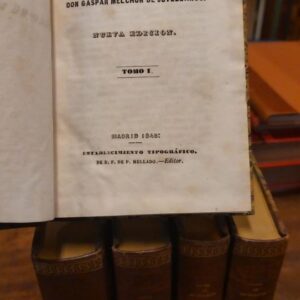 DON GASPAR MELCHOR DE JOVELLANOS.
NUEVA EDICION.
TOMO I.
MADRID 1845:
ESTABLECIMIENTO TIPOGRÁFICO,
DE D. F. DE P. MELLADO.—Editor.